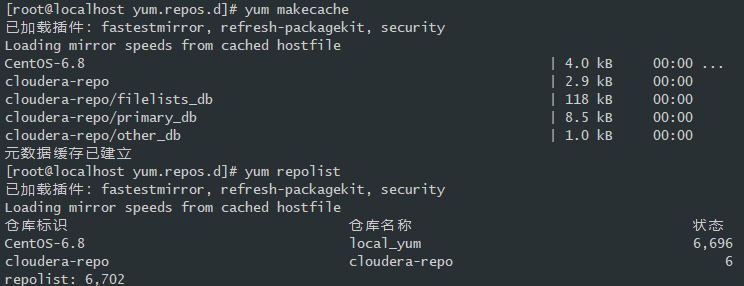 [root@localhost yum.repos.d]# yum makecache
已加载插件: fastestmirror, refresh-packagekit, security
Loading mirror speeds from cached hostfile
CentOS-6.8 | 4.0 kB 00:00 ...
cloudera-repo | 2.9 kB 00:00
cloudera-repo/filelists_db | 118 kB 00:00
cloudera-repo/primary_db | 8.5 kB 00:00
cloudera-repo/other_db | 1.0 kB 00:00
元数据缓存已建立
[root@localhost yum.repos.d]# yum repolist
已加载插件: fastestmirror, refresh-packagekit, security
Loading mirror speeds from cached hostfile
仓库标识 仓库名称 状态
CentOS-6.8 local_yum 6,696
cloudera-repo cloudera-repo 6
repolist: 6,702